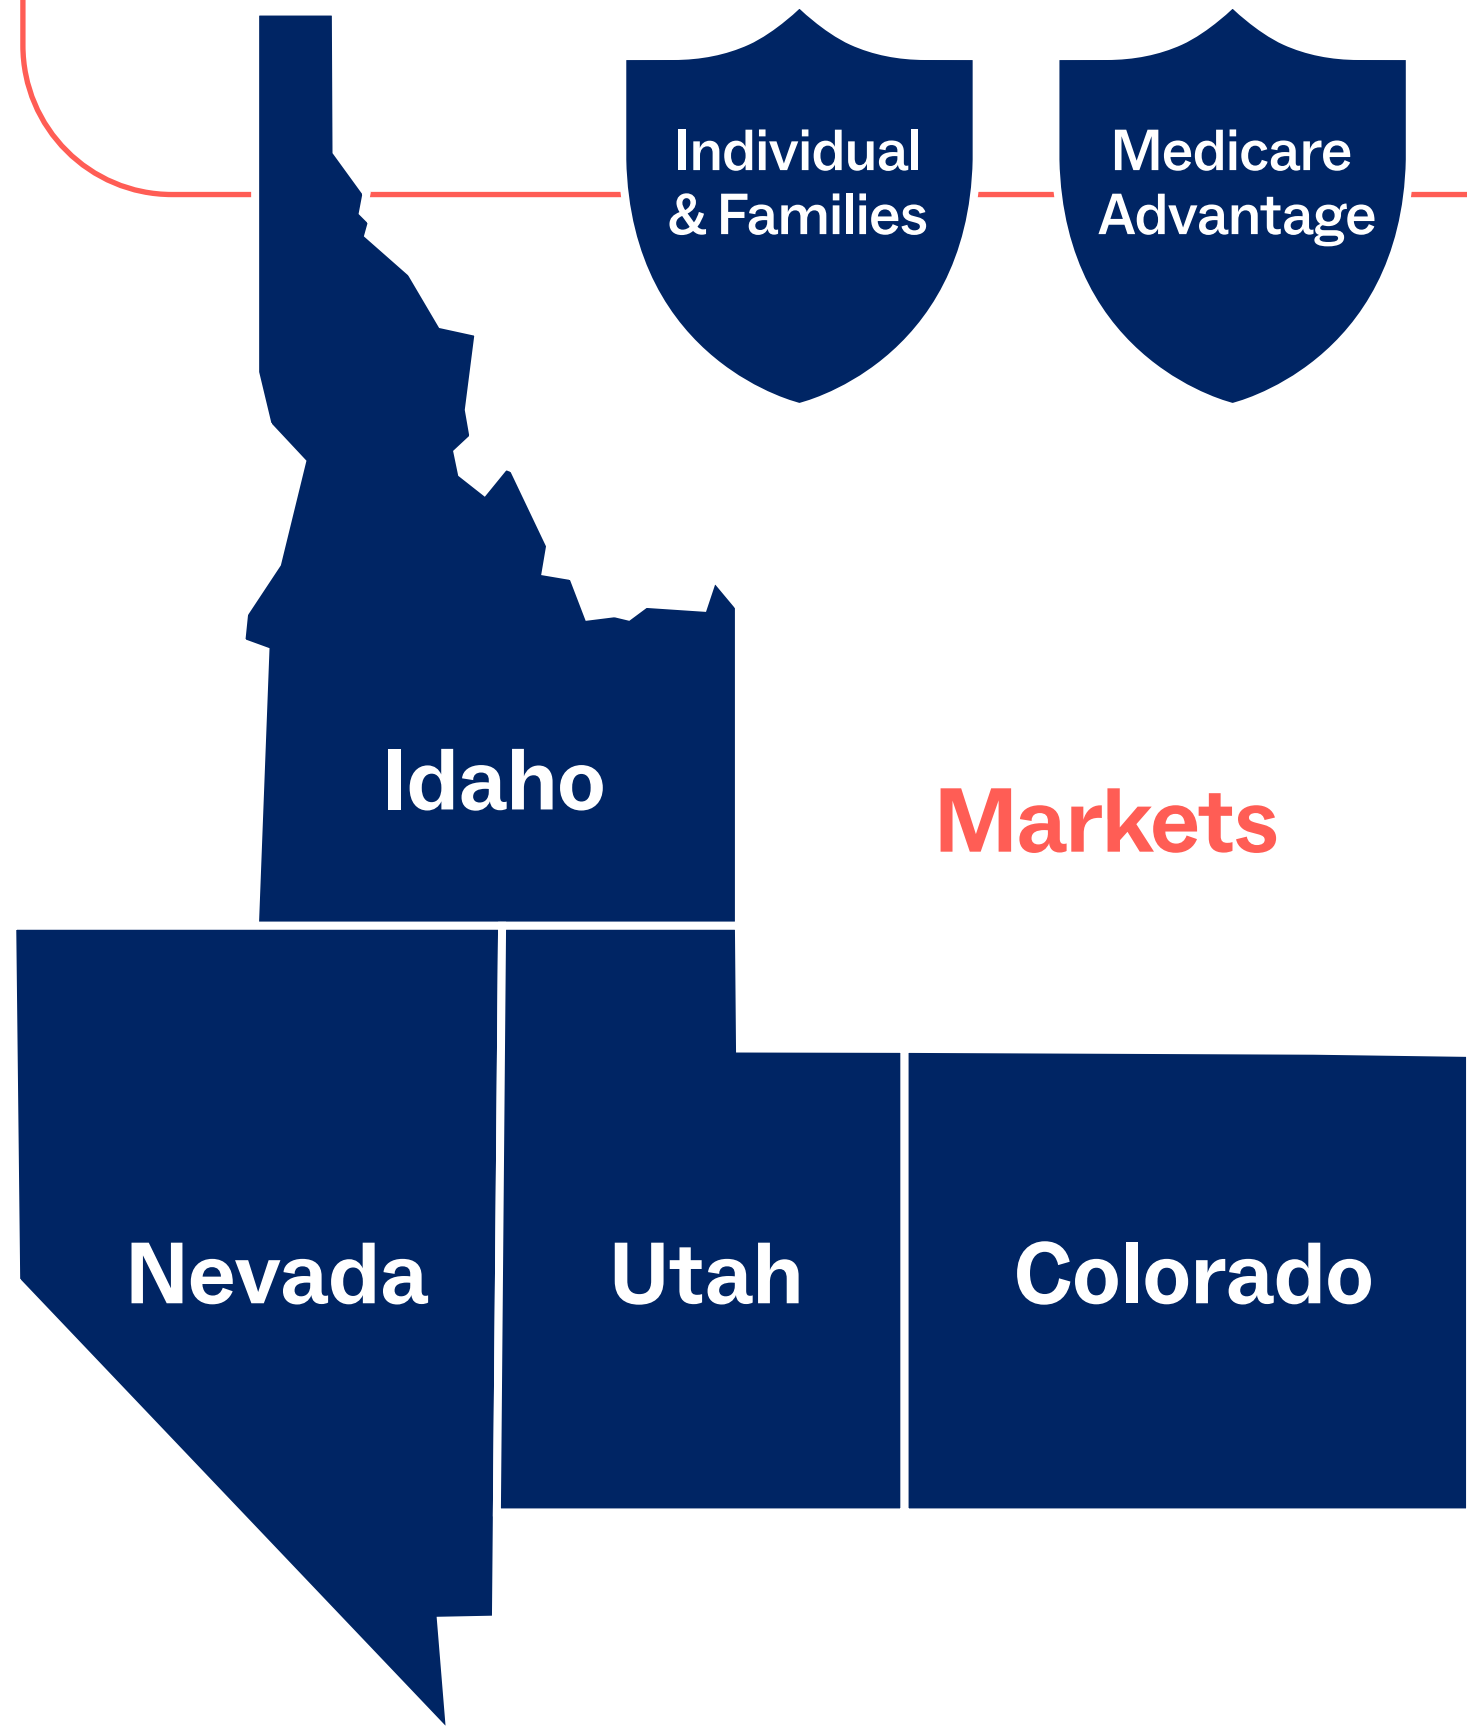 Individual
& Families
Medicare
Advantage
Idaho
Markets
Nevada
Utah
Colorado